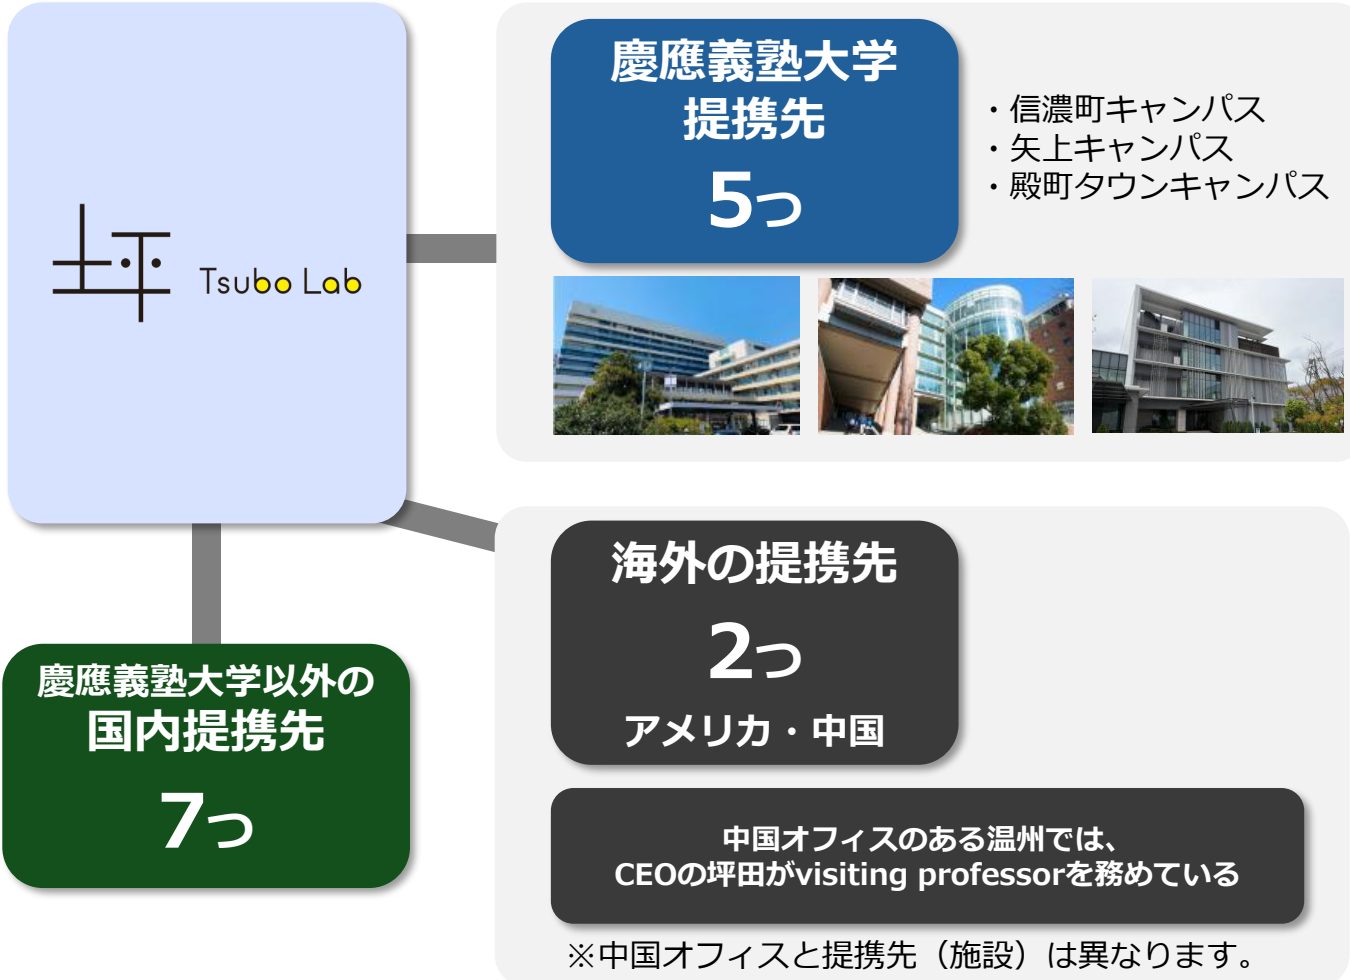 坪 Tsubo Lab
慶應義塾大学
提携先
5つ
・信濃町キャンパス
・矢上キャンパス
・殿町タウンキャンパス
海外の提携先
2つ
アメリカ・中国
中国オフィスのある温州では、
CEOの坪田がvisiting professorを務めている
※中国オフィスと提携先（施設）は異なります。
慶應義塾大学以外の
国内提携先
7つ